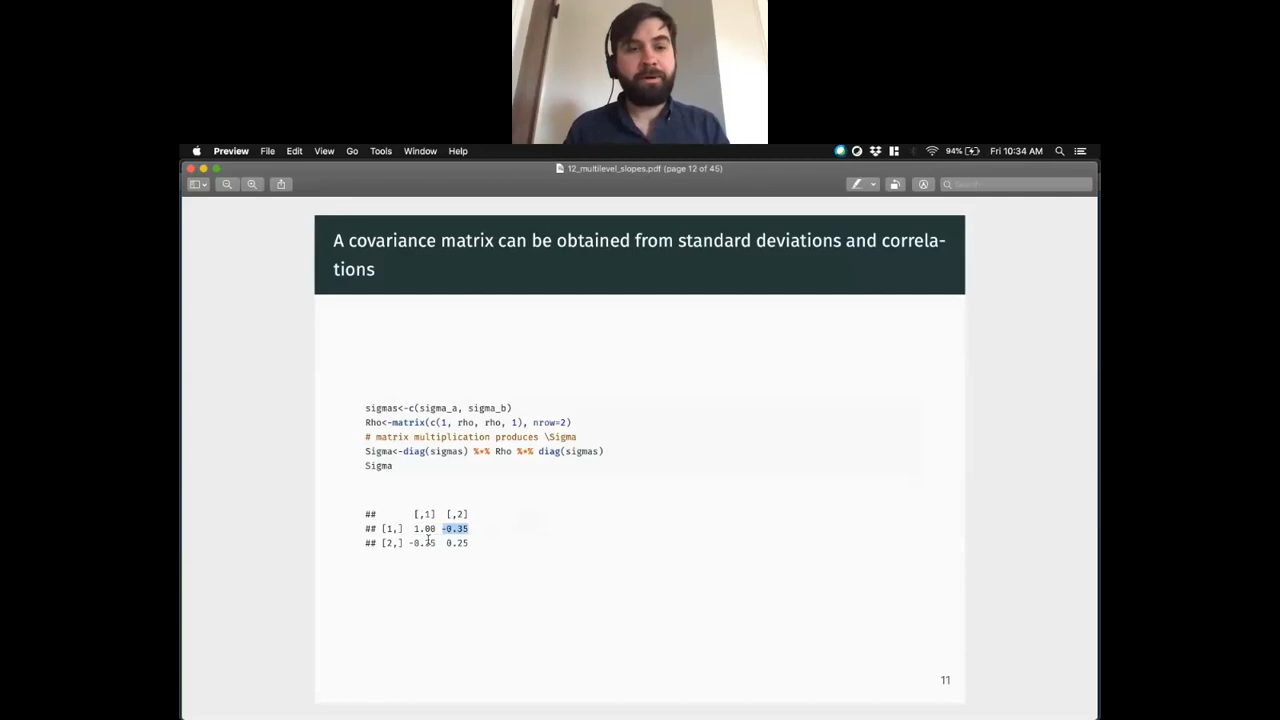 Preview File Edit View Go Tools Window Help 94% Fri 10:34 AM
12_multilevel_slopes.pdf (page 12 of 45)
Search
A covariance matrix can be obtained from standard deviations and correla-
tions
sigmas<-c(sigma_a, sigma_b)
Rho<-matrix(c(1, rho, rho, 1), nrow=2)
# matrix multiplication produces \Sigma
Sigma<-diag(sigmas) %*% Rho %*% diag(sigmas)
Sigma
## [,1] [,2]
## [1,] 1.00 -0.35
## [2,] -0.35 0.25
11